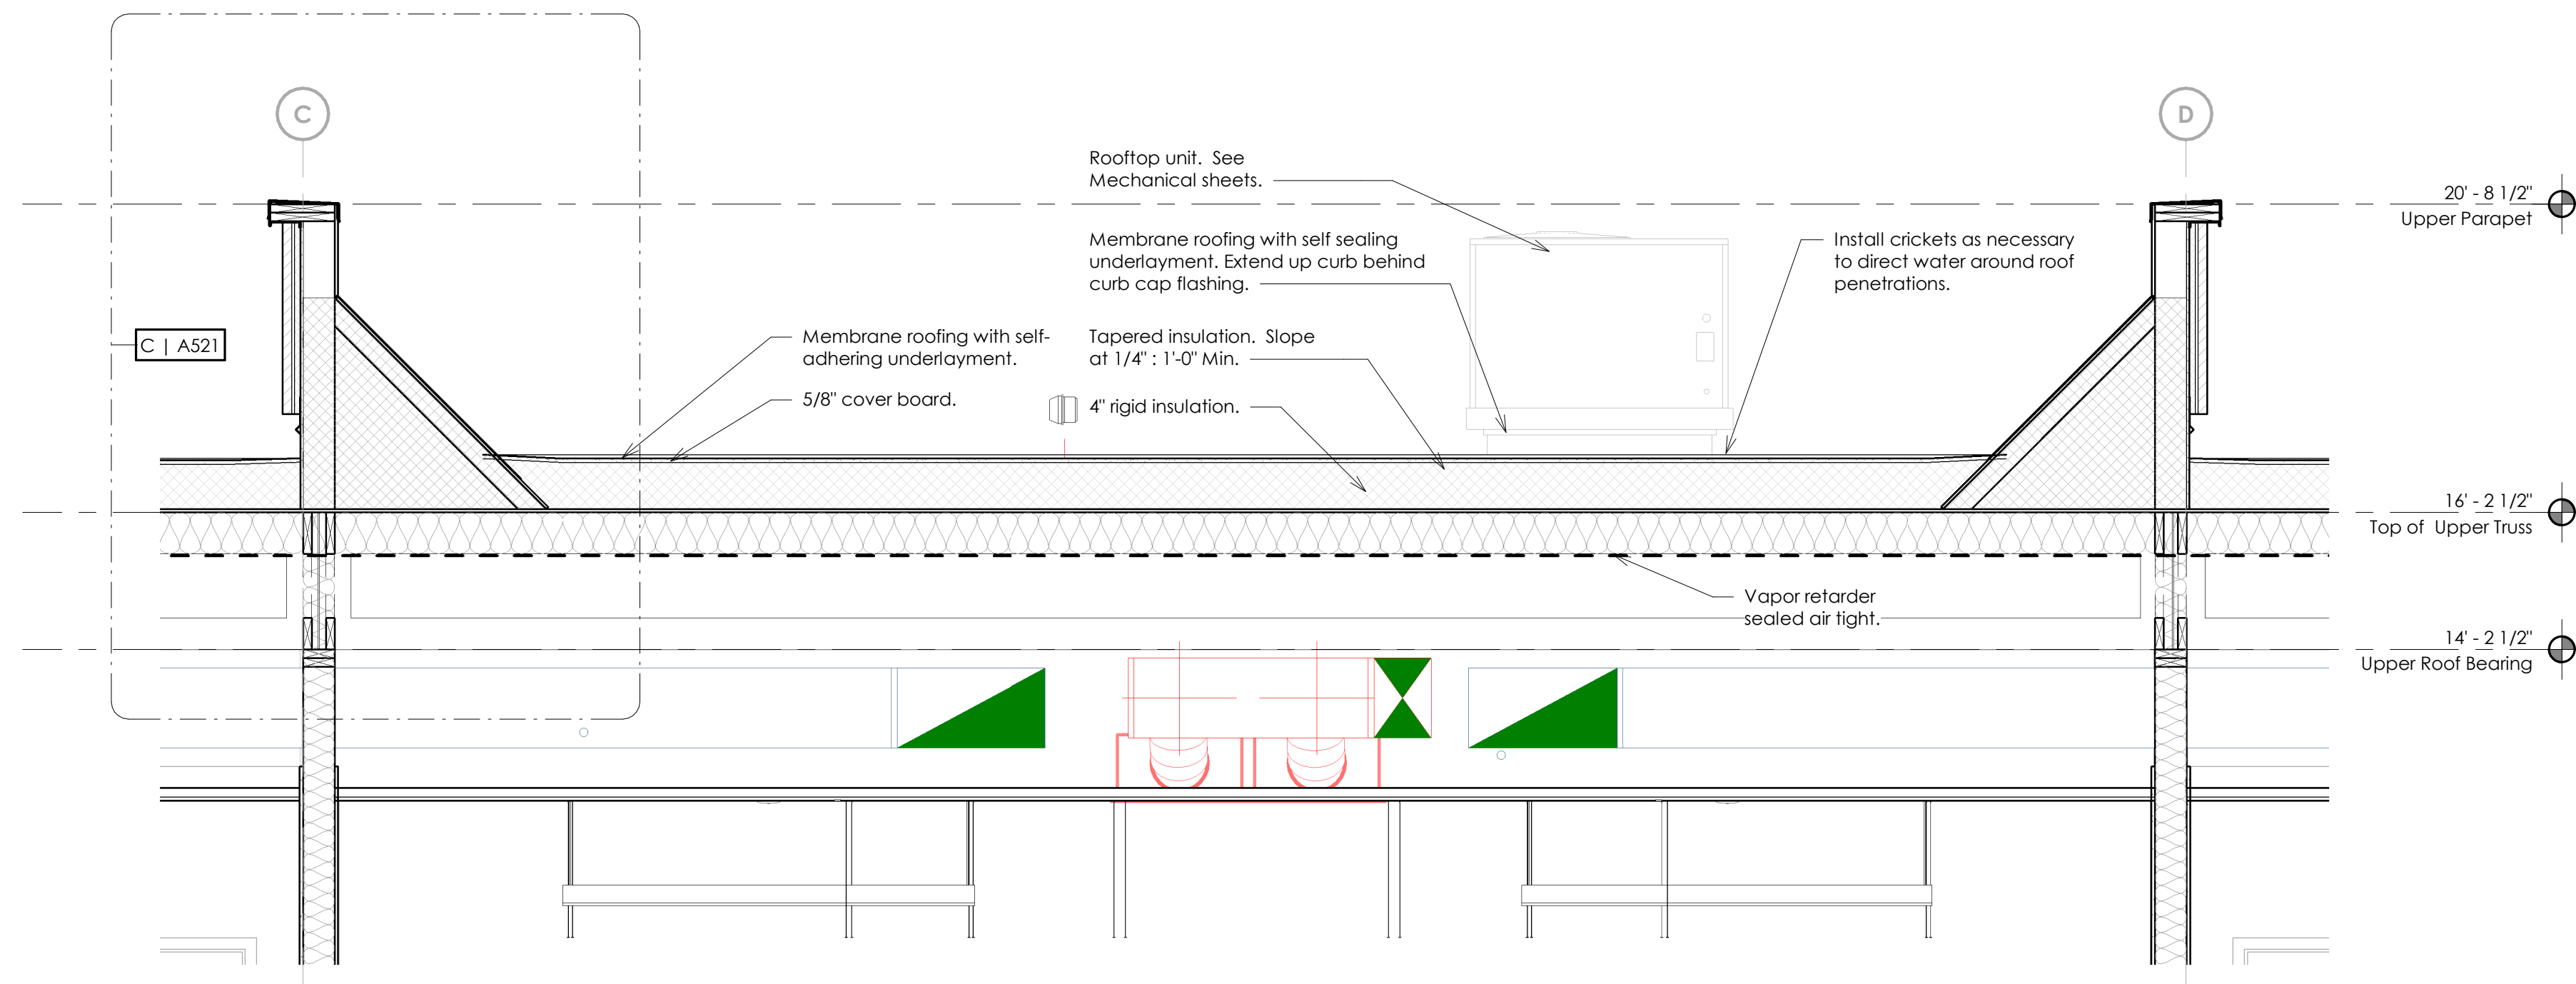 C
D
Rooftop unit.  See
Mechanical sheets.
20' - 8 1/2"
Upper Parapet
Membrane roofing with self sealing
underlayment. Extend up curb behind
curb cap flashing.
Install crickets as necessary
to direct water around roof
penetrations.
C | A521
Membrane roofing with self-
adhering underlayment.
Tapered insulation.  Slope
at 1/4" : 1'-0" Min.
5/8" cover board.
4" rigid insulation.
16' - 2 1/2"
Top of  Upper Truss
Vapor retarder
sealed air tight.
14' - 2 1/2"
Upper Roof Bearing